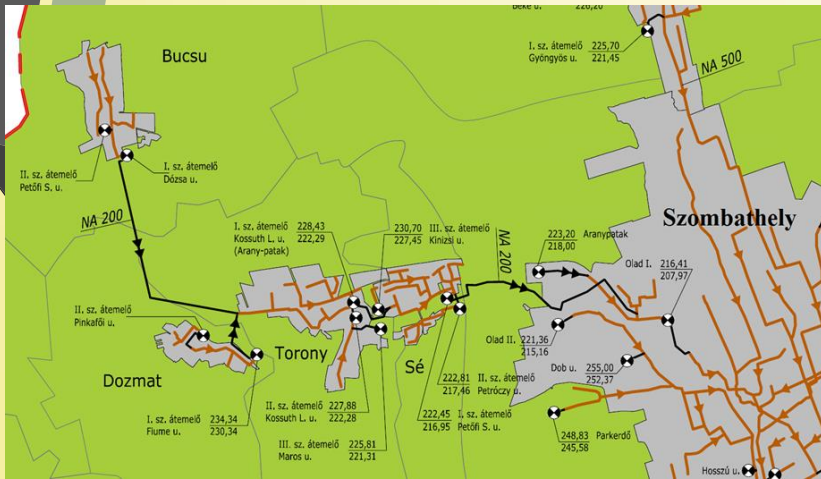 Béke u.
226,20
I. sz. átemelő 225,70
Gyöngyös u. 221,45
NA 500
Bucsu
II. sz. átemelő
Petőfi S. u.
I. sz. átemelő
Dózsa u.
NA 200
Szombathely
I. sz. átemelő 228,43
Kossuth L. u. 222,29
(Arany-patak)
230,70 III. sz. átemelő
227,45 Kinizsi u.
NA 200
223,20 Aranypatak
218,00
Olad I. 216,41
207,97
II. sz. átemelő
Pinkafői u.
Dozmat
Torony
Sé
Olad II. 221,36
215,16
Dob u. 255,00
252,37
222,81 II. sz. átemelő
217,46 Petróczy u.
I. sz. átemelő 234,34
Fiume u. 230,34
II. sz. átemelő 227,88
Kossuth L. u. 222,28
222,45 I. sz. átemelő
216,95 Petőfi S. u.
III. sz. átemelő 225,81
Maros u. 221,31
248,83 Parkerdő
245,58
Hosszú u.